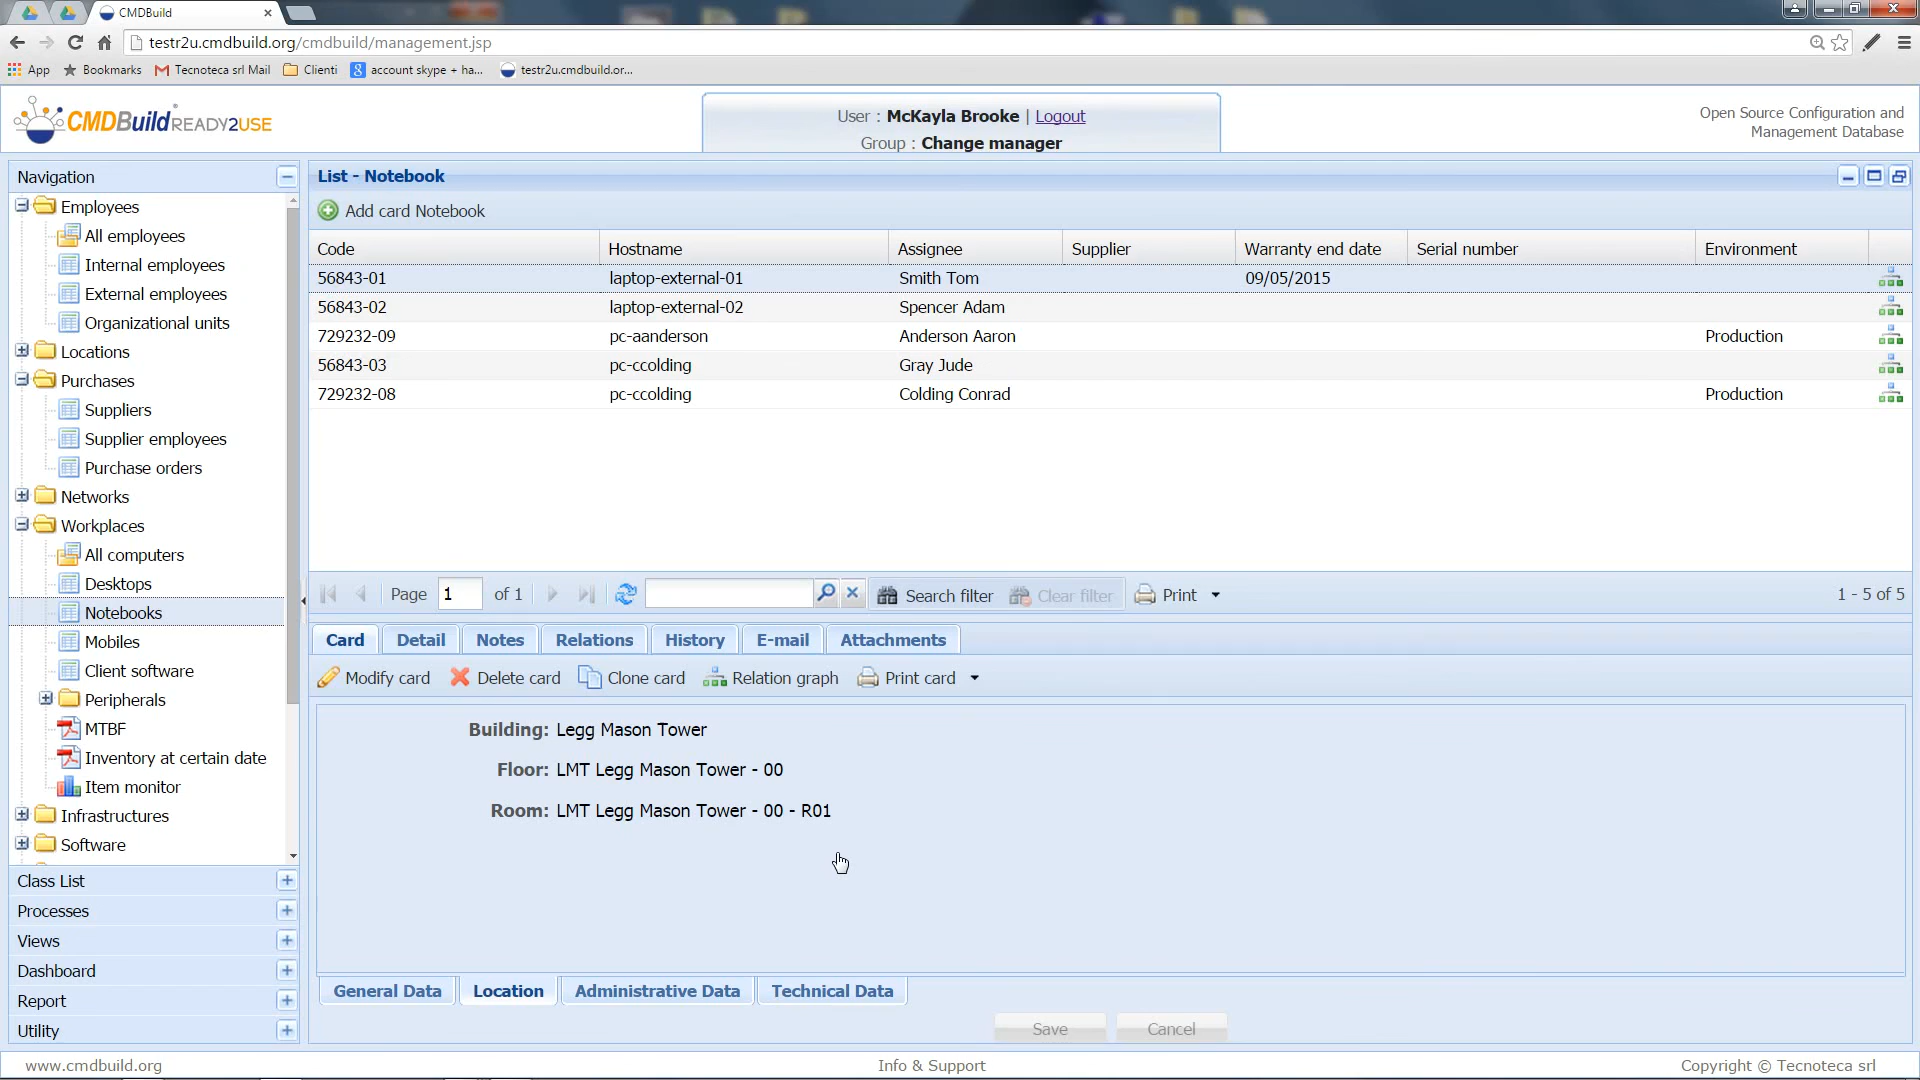 CMDBuild
testr2u.cmdbuild.org/cmdbuild/management.jsp
App
Bookmarks
Tecnoteca srl Mail
Clienti
account skype + ha...
testr2u.cmdbuild.or...
CMDBuild READY2USE
User : McKayla Brooke | Logout
Group : Change manager
Open Source Configuration and
Management Database
Navigation
Employees
All employees
Internal employees
External employees
Organizational units
Locations
Purchases
Suppliers
Supplier employees
Purchase orders
Networks
Workplaces
All computers
Desktops
Notebooks
Mobiles
Client software
Peripherals
MTBF
Inventory at certain date
Item monitor
Infrastructures
Software
Class List
Processes
Views
Dashboard
Report
Utility
List - Notebook
Add card Notebook
Code Hostname Assignee Supplier Warranty end date Serial number Environment
56843-01 laptop-external-01 Smith Tom 09/05/2015
56843-02 laptop-external-02 Spencer Adam
729232-09 pc-aanderson Anderson Aaron Production
56843-03 pc-ccolding Gray Jude
729232-08 pc-ccolding Colding Conrad Production
Page 1 of 1 Search filter Clear filter Print 1 - 5 of 5
Card Detail Notes Relations History E-mail Attachments
Modify card Delete card Clone card Relation graph Print card
Building: Legg Mason Tower
Floor: LMT Legg Mason Tower - 00
Room: LMT Legg Mason Tower - 00 - R01
General Data Location Administrative Data Technical Data
Save Cancel
www.cmdbuild.org Info & Support Copyright © Tecnoteca srl